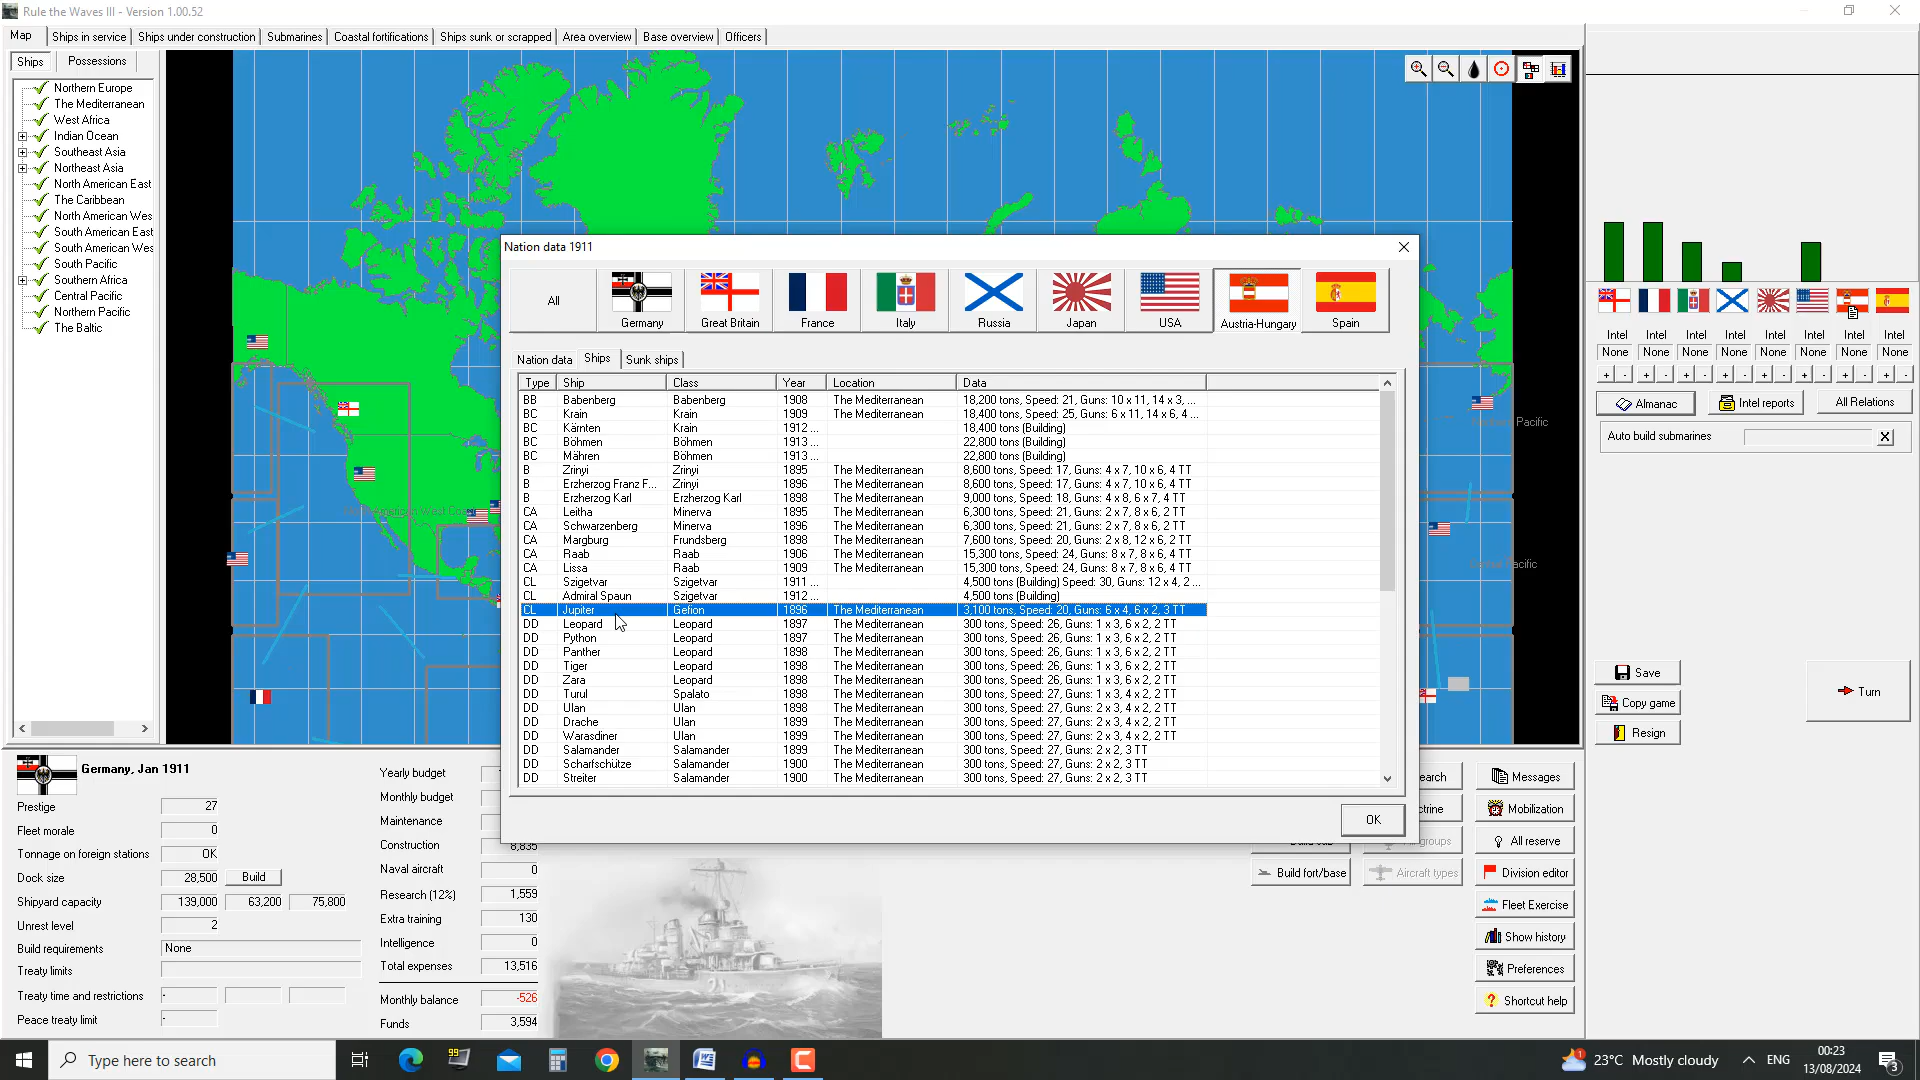 Rule the Waves III - Version 1.00.52
Map
Ships in service
Ships under construction
Submarines
Coastal fortifications
Ships sunk or scrapped
Area overview
Base overview
Officers
Ships
Possessions
Northern Europe
The Mediterranean
West Africa
Indian Ocean
Southeast Asia
Northeast Asia
North American East
The Caribbean
North American Wes
South American East
South American Wes
South Pacific
Southern Africa
Central Pacific
Northern Pacific
The Baltic
Nation data 1911
All
Germany
Great Britain
France
Italy
Russia
Japan
USA
Austria-Hungary
Spain
Nation data
Ships
Sunk ships
Type Ship Class Year Location Data
BB Babenberg Babenberg 1908 The Mediterranean 18,200 tons, Speed: 21, Guns: 10 x 11, 14 x 3, ...
BC Krain Krain 1909 The Mediterranean 18,400 tons, Speed: 25, Guns: 6 x 11, 14 x 6, 4 ...
BC Kärnten Krain 1912 ... 18,400 tons (Building)
BC Böhmen Böhmen 1913 ... 22,800 tons (Building)
BC Mähren Böhmen 1913 ... 22,800 tons (Building)
B Zrinyi Zrinyi 1895 The Mediterranean 8,600 tons, Speed: 17, Guns: 4 x 7, 10 x 6, 4 TT
B Erzherzog Franz F... Zrinyi 1896 The Mediterranean 8,600 tons, Speed: 17, Guns: 4 x 7, 10 x 6, 4 TT
B Erzherzog Karl Erzherzog Karl 1898 The Mediterranean 9,000 tons, Speed: 18, Guns: 4 x 8, 6 x 7, 4 TT
CA Leitha Minerva 1895 The Mediterranean 6,300 tons, Speed: 21, Guns: 2 x 7, 8 x 6, 2 TT
CA Schwarzenberg Minerva 1896 The Mediterranean 6,300 tons, Speed: 21, Guns: 2 x 7, 8 x 6, 2 TT
CA Margburg Frundsberg 1898 The Mediterranean 7,600 tons, Speed: 20, Guns: 2 x 8, 12 x 6, 2 TT
CA Raab Raab 1906 The Mediterranean 15,300 tons, Speed: 24, Guns: 8 x 7, 8 x 6, 4 TT
CA Lissa Raab 1909 The Mediterranean 15,300 tons, Speed: 24, Guns: 8 x 7, 8 x 6, 4 TT
CL Szigetvar Szigetvar 1911 ... 4,500 tons (Building) Speed: 30, Guns: 12 x 4, 2 ...
CL Admiral Spaun Szigetvar 1912 ... 4,500 tons (Building)
CL Jupiter Gefion 1896 The Mediterranean 3,100 tons, Speed: 20, Guns: 6 x 4, 6 x 2, 3 TT
DD Leopard Leopard 1897 The Mediterranean 300 tons, Speed: 26, Guns: 1 x 3, 6 x 2, 2 TT
DD Python Leopard 1897 The Mediterranean 300 tons, Speed: 26, Guns: 1 x 3, 6 x 2, 2 TT
DD Panther Leopard 1898 The Mediterranean 300 tons, Speed: 26, Guns: 1 x 3, 6 x 2, 2 TT
DD Tiger Leopard 1898 The Mediterranean 300 tons, Speed: 26, Guns: 1 x 3, 6 x 2, 2 TT
DD Zara Leopard 1898 The Mediterranean 300 tons, Speed: 26, Guns: 1 x 3, 6 x 2, 2 TT
DD Turul Spalato 1898 The Mediterranean 300 tons, Speed: 27, Guns: 1 x 3, 4 x 2, 2 TT
DD Ulan Ulan 1898 The Mediterranean 300 tons, Speed: 27, Guns: 2 x 3, 4 x 2, 2 TT
DD Drache Ulan 1899 The Mediterranean 300 tons, Speed: 27, Guns: 2 x 3, 4 x 2, 2 TT
DD Warasdiner Ulan 1899 The Mediterranean 300 tons, Speed: 27, Guns: 2 x 3, 4 x 2, 2 TT
DD Salamander Salamander 1899 The Mediterranean 300 tons, Speed: 27, Guns: 2 x 2, 3 TT
DD Scharfschütze Salamander 1900 The Mediterranean 300 tons, Speed: 27, Guns: 2 x 2, 3 TT
DD Streiter Salamander 1900 The Mediterranean 300 tons, Speed: 27, Guns: 2 x 2, 3 TT
OK
Pacific
Pacific
Intel Intel Intel Intel Intel Intel Intel Intel
None None None None None None None None
+ - + - + - + - + - + - + - + -
Almanac
Intel reports
All Relations
Auto build submarines
X
Save
Copy game
Resign
Turn
Germany, Jan 1911
Prestige 27
Fleet morale 0
Tonnage on foreign stations OK
Dock size 28,500 Build
Shipyard capacity 139,000 63,200 75,800
Unrest level 2
Build requirements None
Treaty limits
Treaty time and restrictions -
Peace treaty limit -
Yearly budget
Monthly budget
Maintenance
Construction 8,835
Naval aircraft 0
Research (12%) 1,559
Extra training 130
Intelligence 0
Total expenses 13,516
Monthly balance -526
Funds 3,594
earch
ctrine
groups
Build fort/base
Aircraft types
Messages
Mobilization
All reserve
Division editor
Fleet Exercise
Show history
Preferences
Shortcut help
Type here to search
99
23°C Mostly cloudy
ENG
00:23
13/08/2024
3